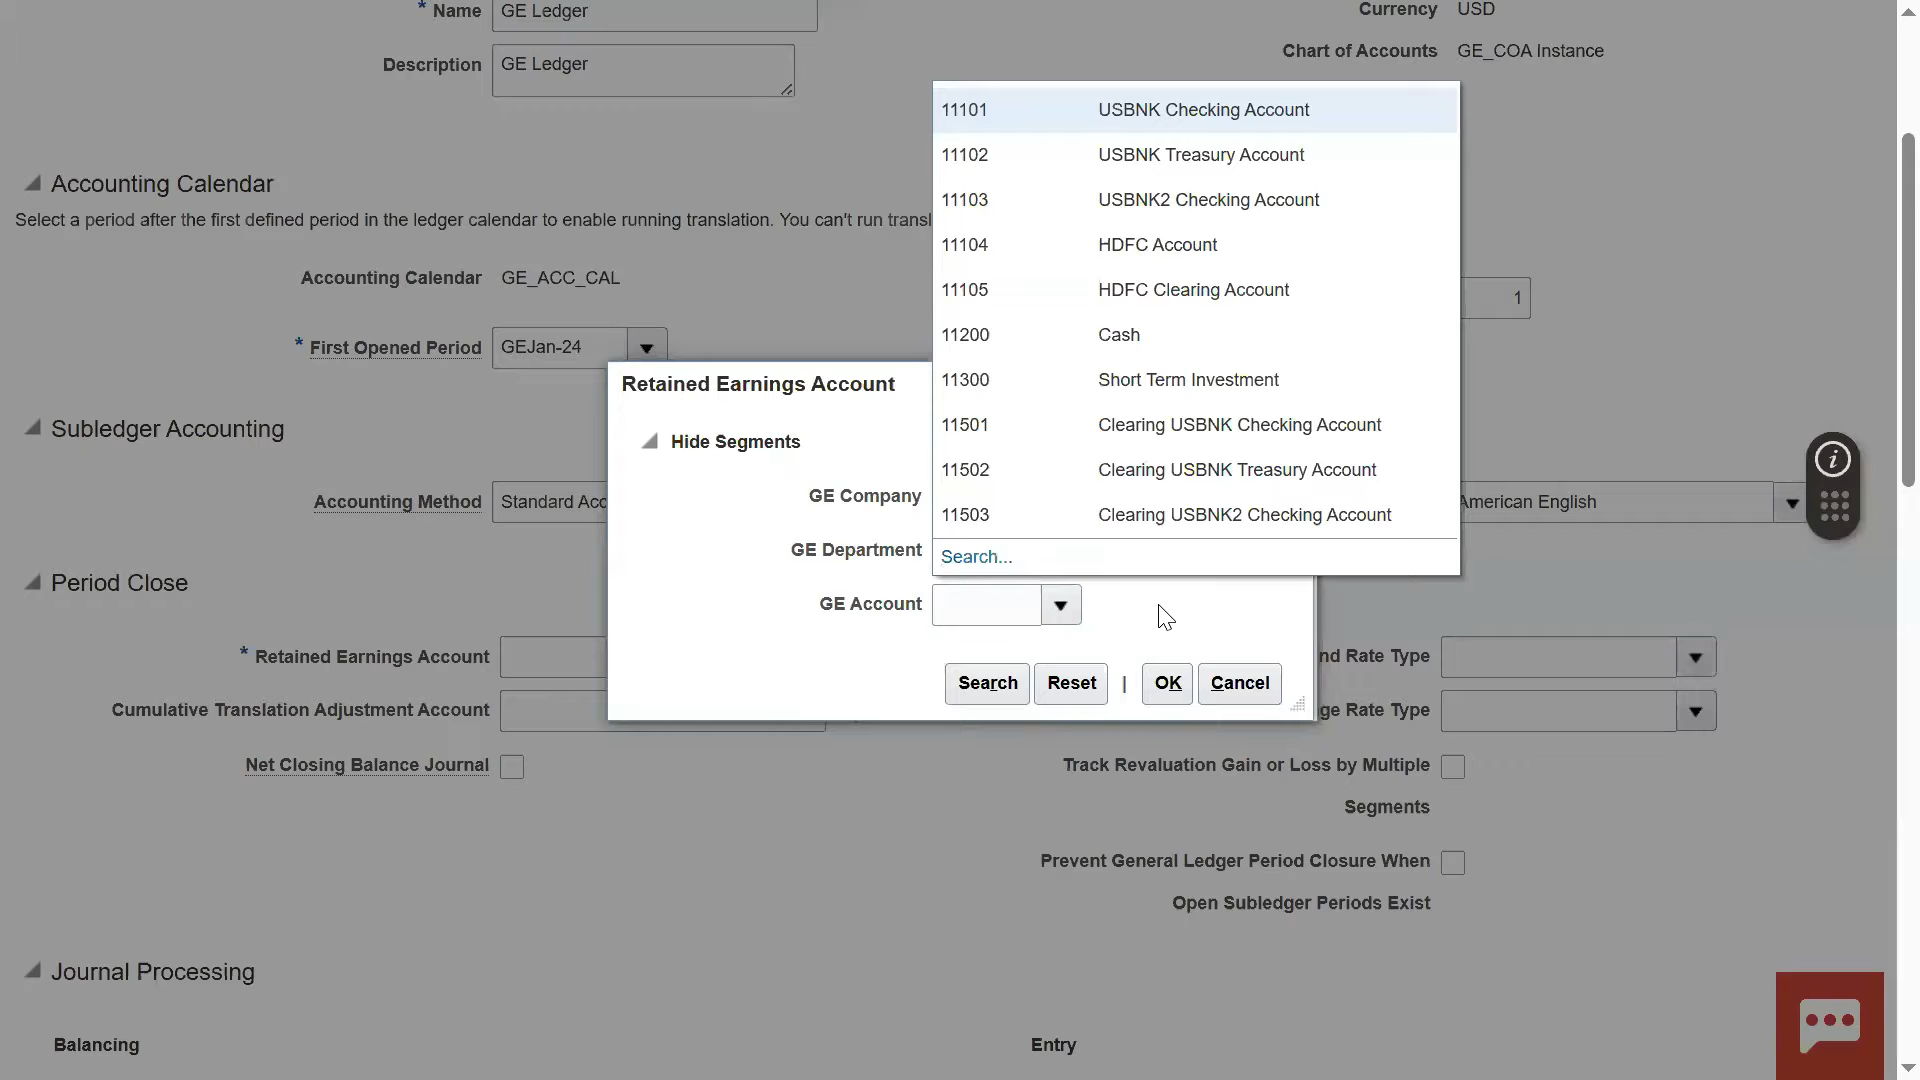 * Name GE Ledger
Currency USD
Description GE Ledger
Chart of Accounts GE_COA Instance
11101 USBNK Checking Account
11102 USBNK Treasury Account
11103 USBNK2 Checking Account
11104 HDFC Account
11105 HDFC Clearing Account
11200 Cash
11300 Short Term Investment
11501 Clearing USBNK Checking Account
11502 Clearing USBNK Treasury Account
11503 Clearing USBNK2 Checking Account
Search...
Accounting Calendar
Select a period after the first defined period in the ledger calendar to enable running translation. You can't run transl
Accounting Calendar GE_ACC_CAL
1
* First Opened Period GEJan-24
Retained Earnings Account
Hide Segments
GE Company
GE Department
GE Account
Search Reset | OK Cancel
Subledger Accounting
Accounting Method Standard Acc
American English
Period Close
* Retained Earnings Account
nd Rate Type
Cumulative Translation Adjustment Account
ge Rate Type
Net Closing Balance Journal
Track Revaluation Gain or Loss by Multiple
Segments
Prevent General Ledger Period Closure When
Open Subledger Periods Exist
Journal Processing
Balancing
Entry